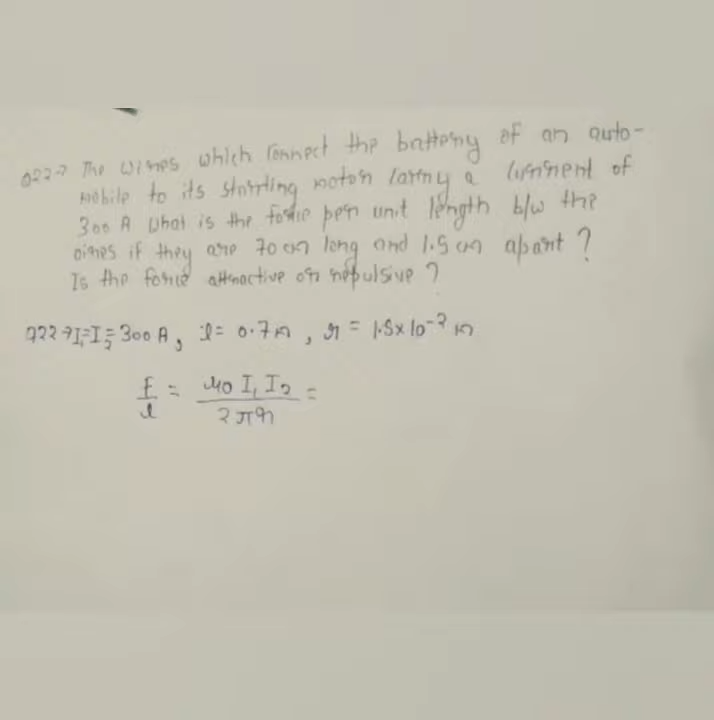 Q22→ The wires which connect the battery of an auto-
mobile to its starting motor carry a current of
300 A what is the force per unit length b/w the
wires if they are 70 cm long and 1.5 cm apart ?
Is the force attractive or repulsive ?
Q22→ I₁=I₂=300 A, l = 0.7 m , r = 1.5×10⁻² m
F/l = μ0 I₁ I₂ / 2πr =